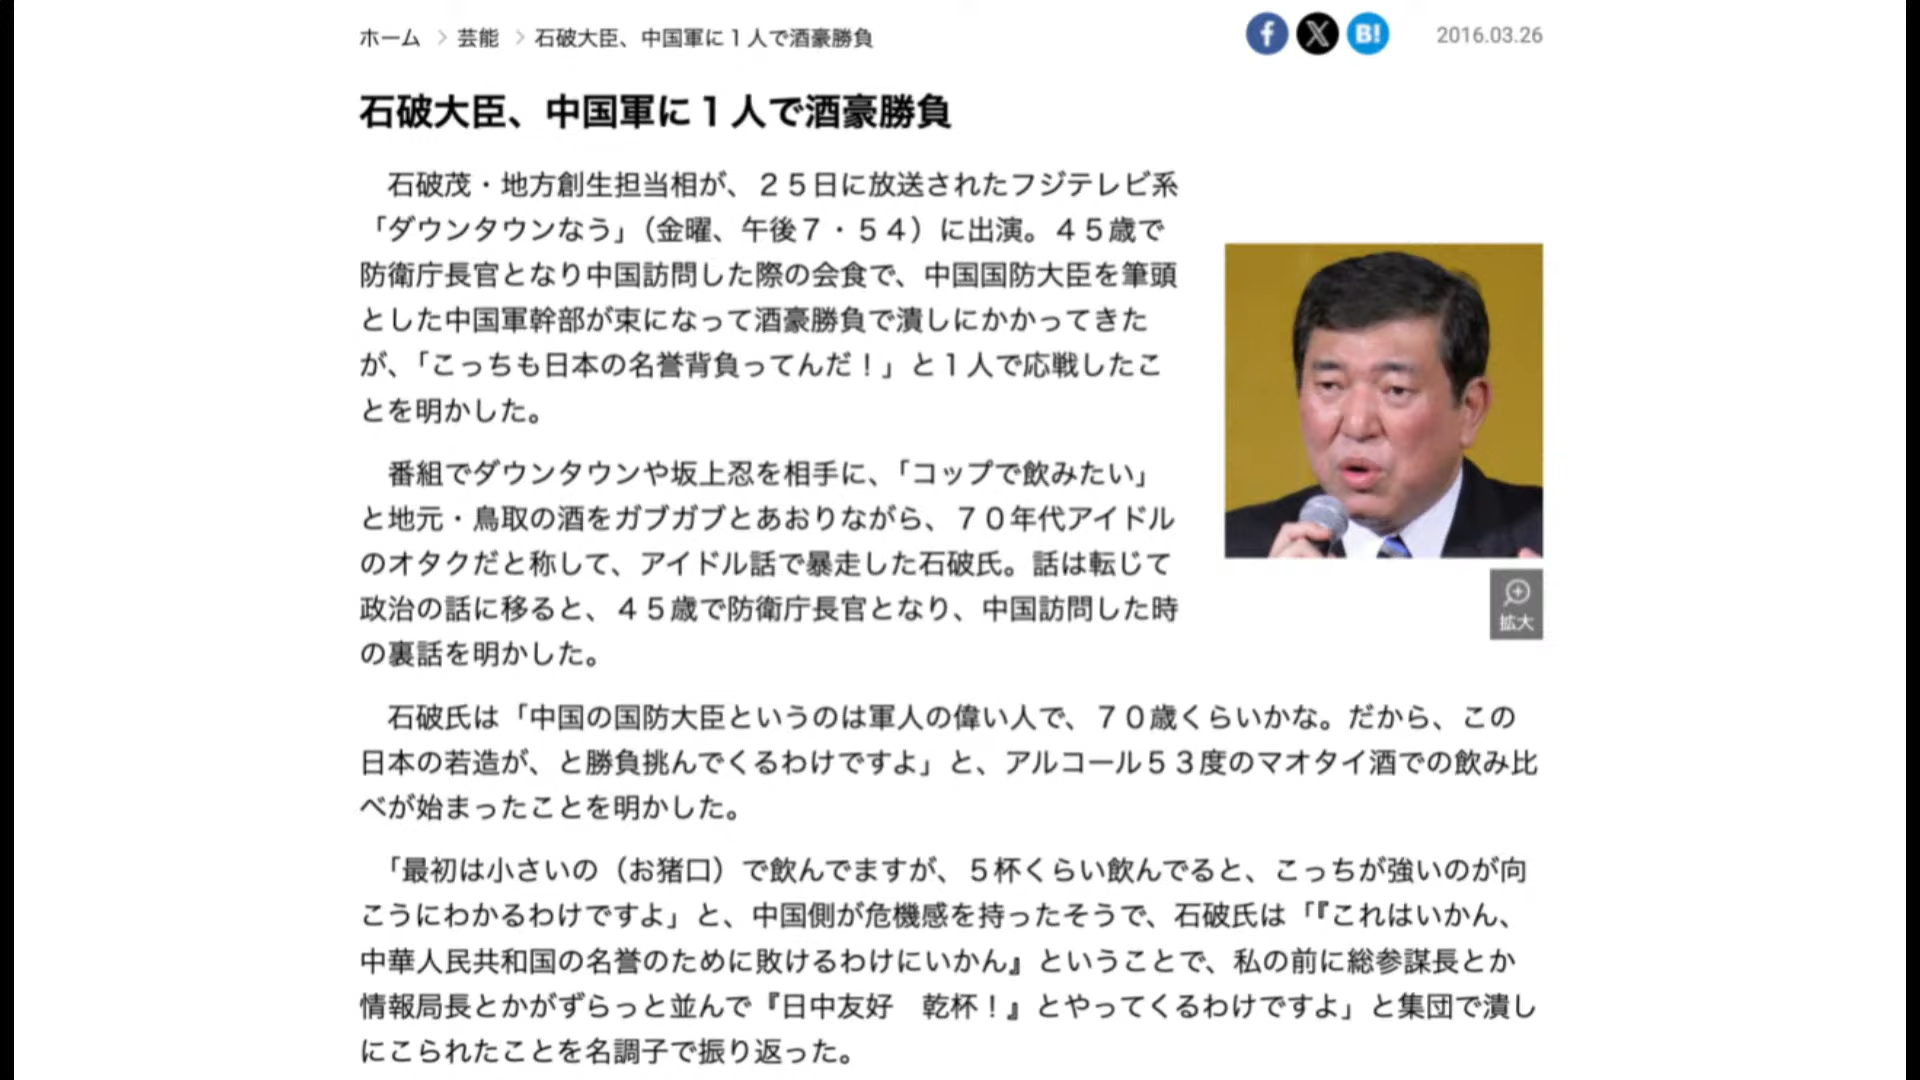 ホーム > 芸能 > 石破大臣、中国軍に１人で酒豪勝負
f X B! 2016.03.26
石破大臣、中国軍に１人で酒豪勝負
石破茂・地方創生担当相が、２５日に放送されたフジテレビ系
「ダウンタウンなう」（金曜、午後７・５４）に出演。４５歳で
防衛庁長官となり中国訪問した際の会食で、中国国防大臣を筆頭
とした中国軍幹部が束になって酒豪勝負で潰しにかかってきた
が、「こっちも日本の名誉背負ってんだ！」と１人で応戦したこ
とを明かした。
番組でダウンタウンや坂上忍を相手に、「コップで飲みたい」
と地元・鳥取の酒をガブガブとあおりながら、７０年代アイドル
のオタクだと称して、アイドル話で暴走した石破氏。話は転じて
政治の話に移ると、４５歳で防衛庁長官となり、中国訪問した時
の裏話を明かした。
拡大
石破氏は「中国の国防大臣というのは軍人の偉い人で、７０歳くらいかな。だから、この
日本の若造が、と勝負挑んでくるわけですよ」と、アルコール５３度のマオタイ酒での飲み比
べが始まったことを明かした。
「最初は小さいの（お猪口）で飲んでますが、５杯くらい飲んでると、こっちが強いのが向
こうにわかるわけですよ」と、中国側が危機感を持ったそうで、石破氏は「『これはいかん、
中華人民共和国の名誉のために敗けるわけにいかん』ということで、私の前に総参謀長とか
情報局長とかがずらっと並んで『日中友好　乾杯！』とやってくるわけですよ」と集団で潰し
にこられたことを名調子で振り返った。